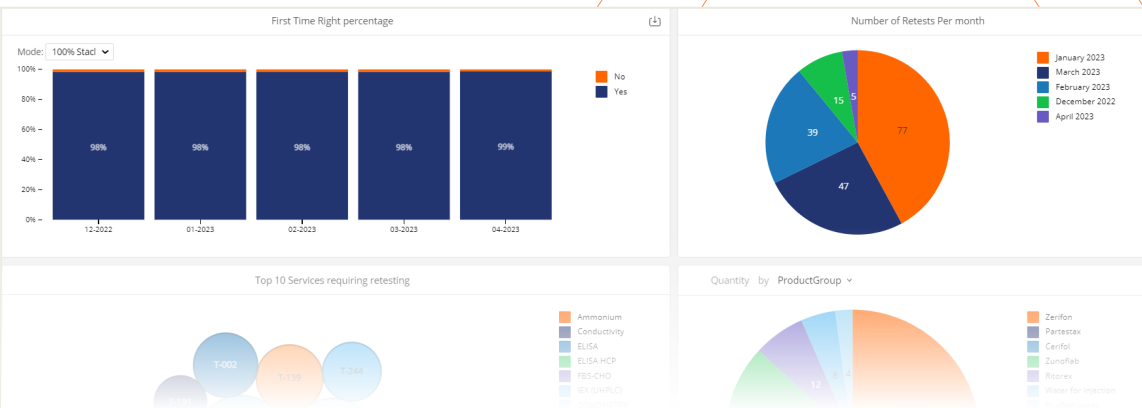 First Time Right percentage
Mode: 100% Stacl
100%
80%
60%
40%
20%
0%
98%
98%
98%
98%
99%
12-2022
01-2023
02-2023
03-2023
04-2023
No
Yes
Number of Retests Per month
77
47
39
15
5
January 2023
March 2023
February 2023
December 2022
April 2023
Top 10 Services requiring retesting
T-002
T-139
T-244
Ammonium
Conductivity
ELISA
ELISA HCP
FBS-CHO
IEX/UHPLC
Quantity by ProductGroup
12
8
4
Zerifon
Partestax
Cerifol
Zunoflab
Ritorex
Water for injection